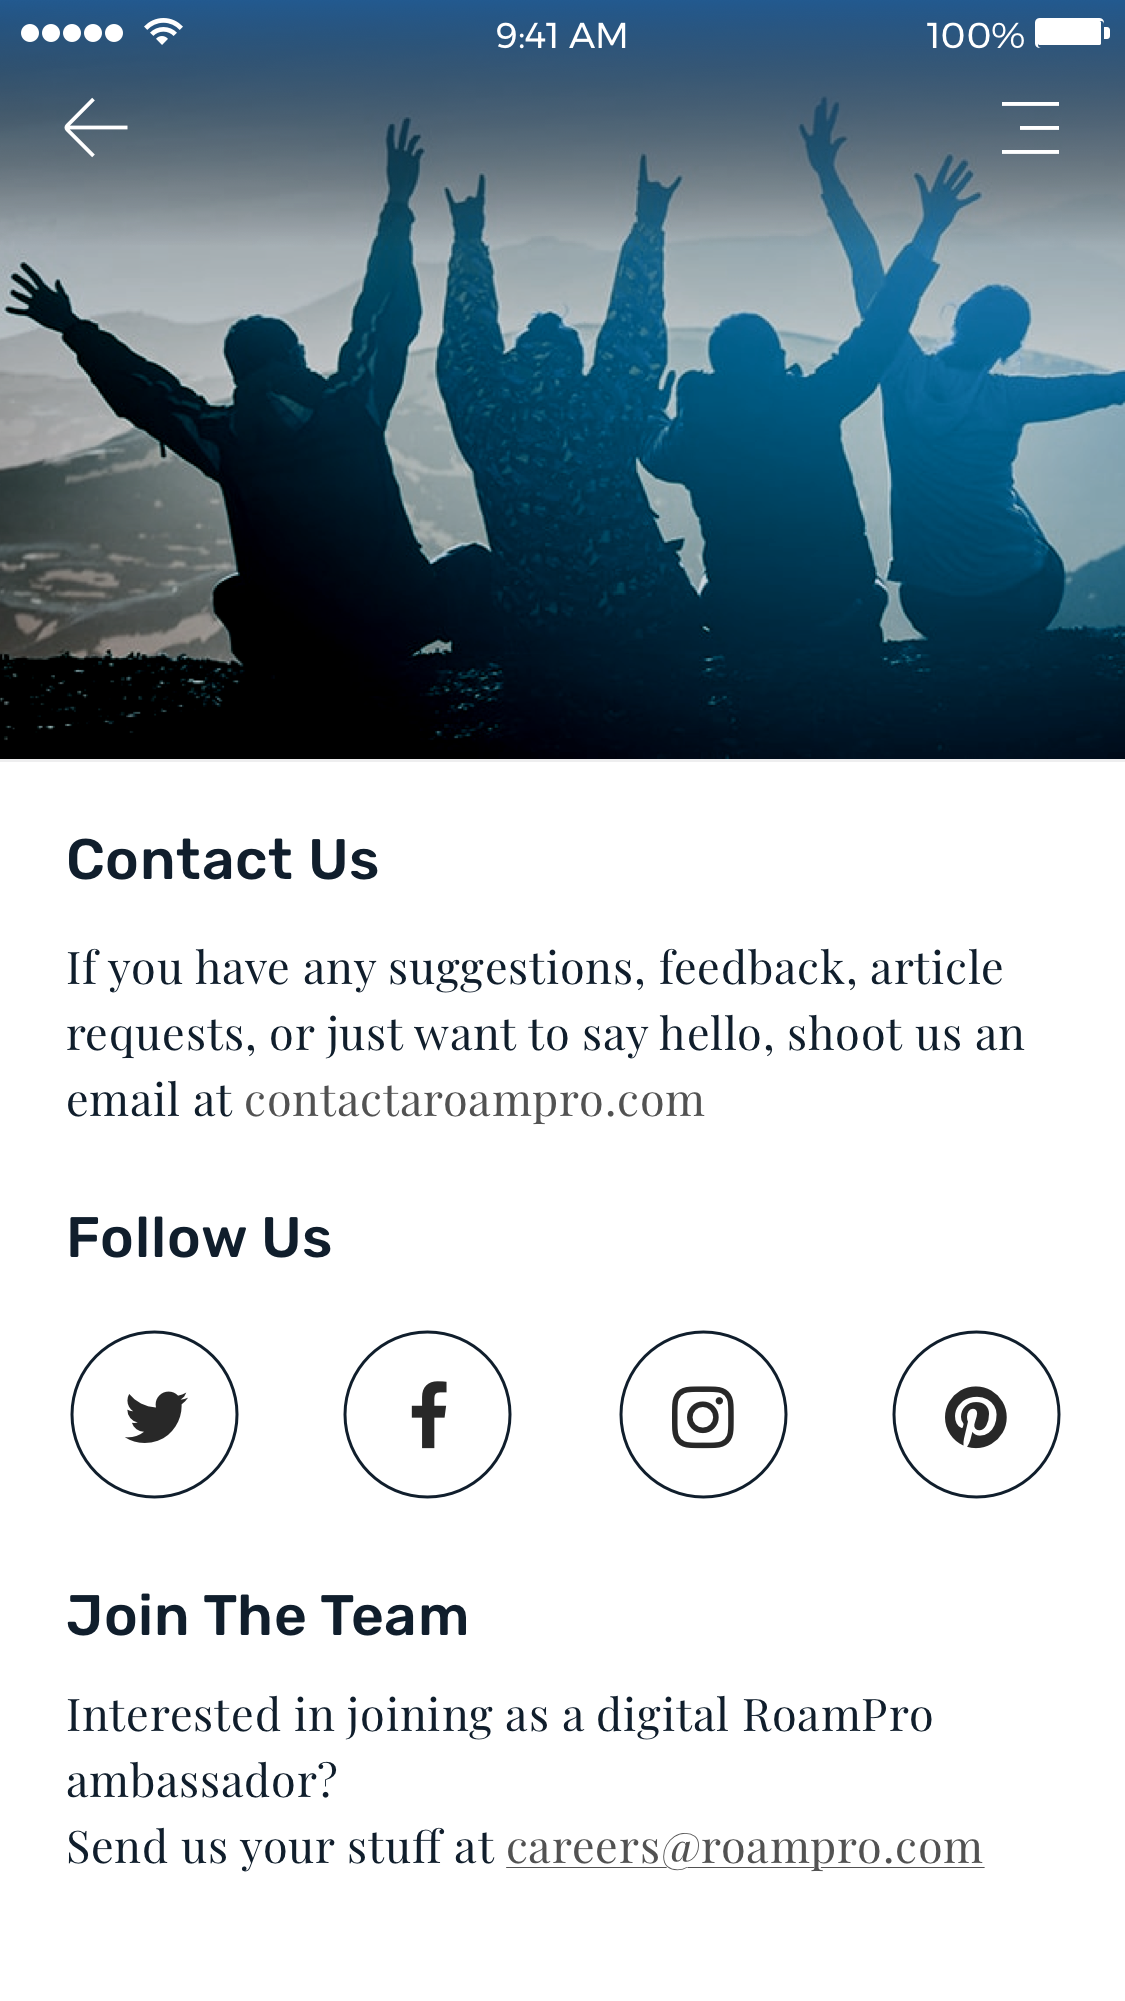 9:41 AM
100%
Contact Us
If you have any suggestions, feedback, article
requests, or just want to say hello, shoot us an
email at contactaroampro.com
Follow Us
Join The Team
Interested in joining as a digital RoamPro
ambassador?
Send us your stuff at careers@roampro.com